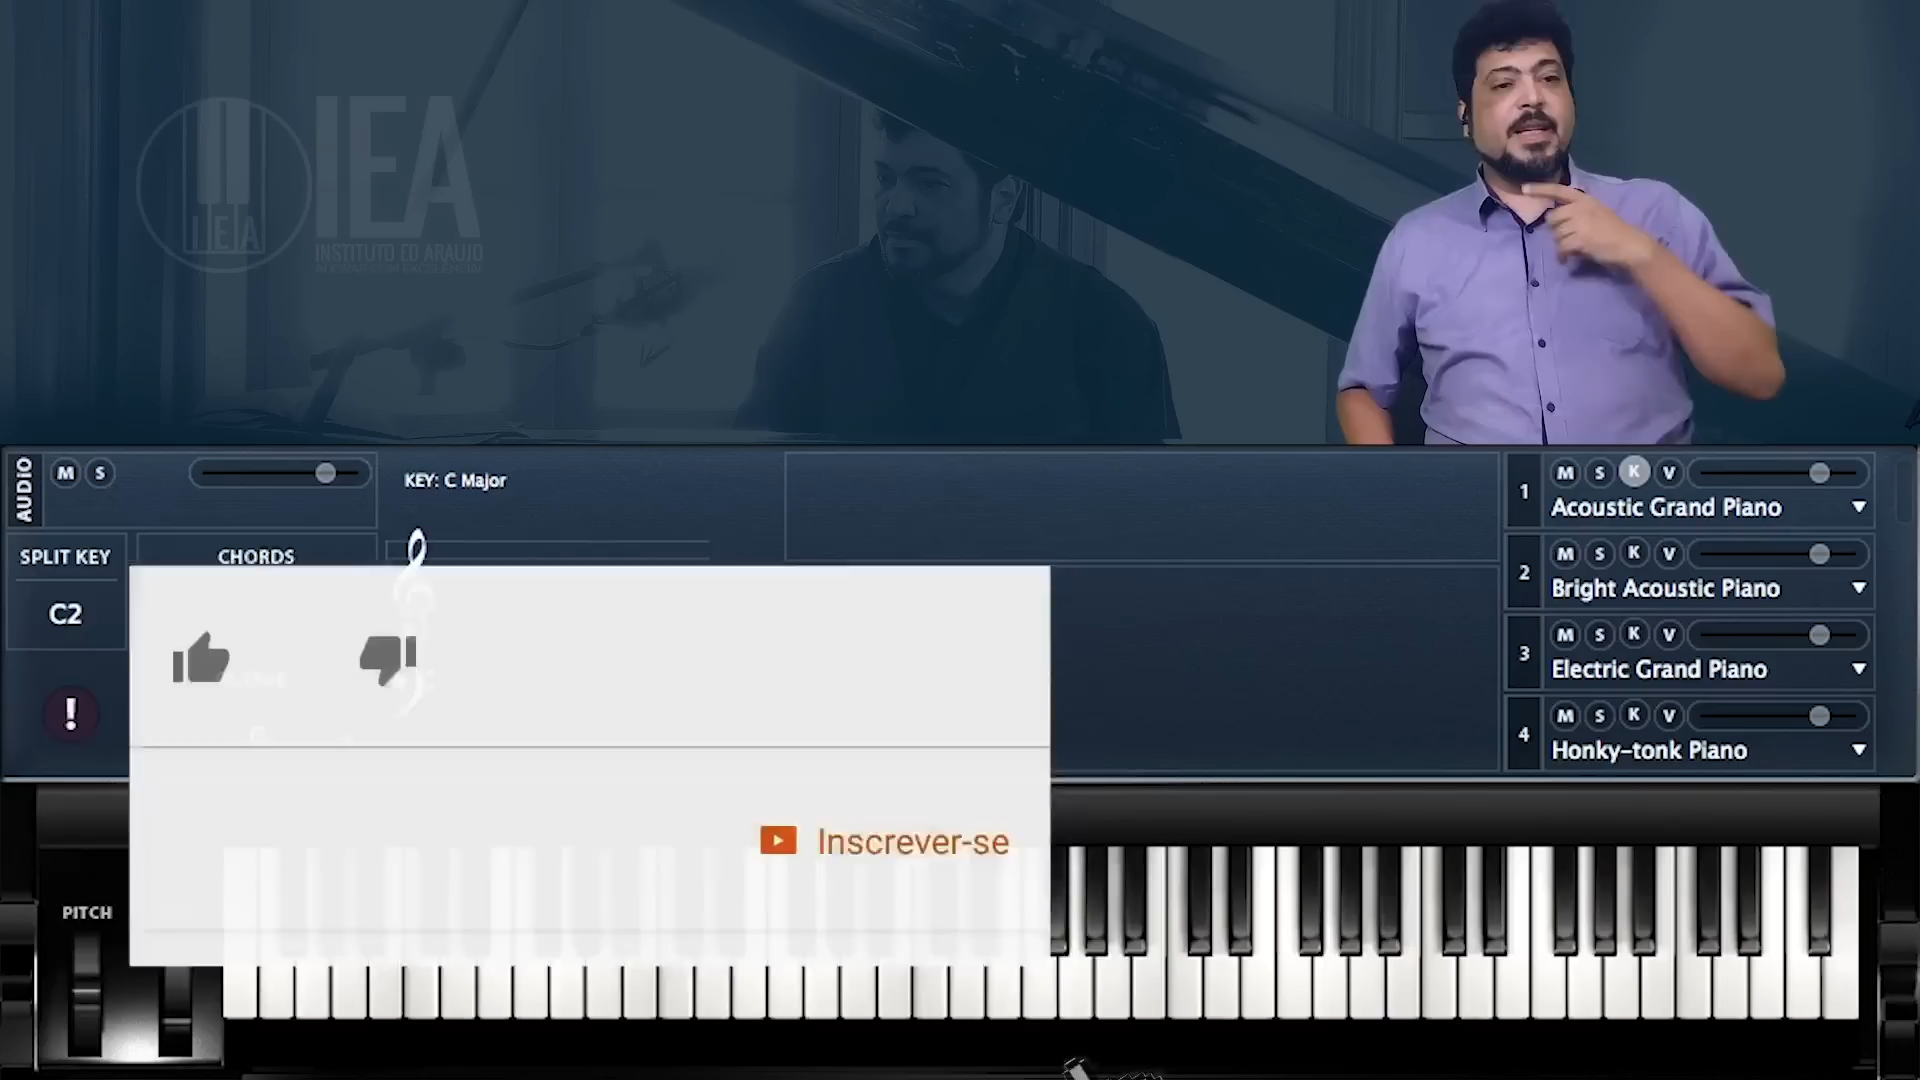 IEA
IEA
INSTITUTO ED ARAUJO
AUDIO
M S
KEY: C Major
SPLIT KEY
CHORDS
C2
!
1
M S K V
Acoustic Grand Piano
2
M S K V
Bright Acoustic Piano
3
M S K V
Electric Grand Piano
4
M S K V
Honky-tonk Piano
Inscrever-se
PITCH